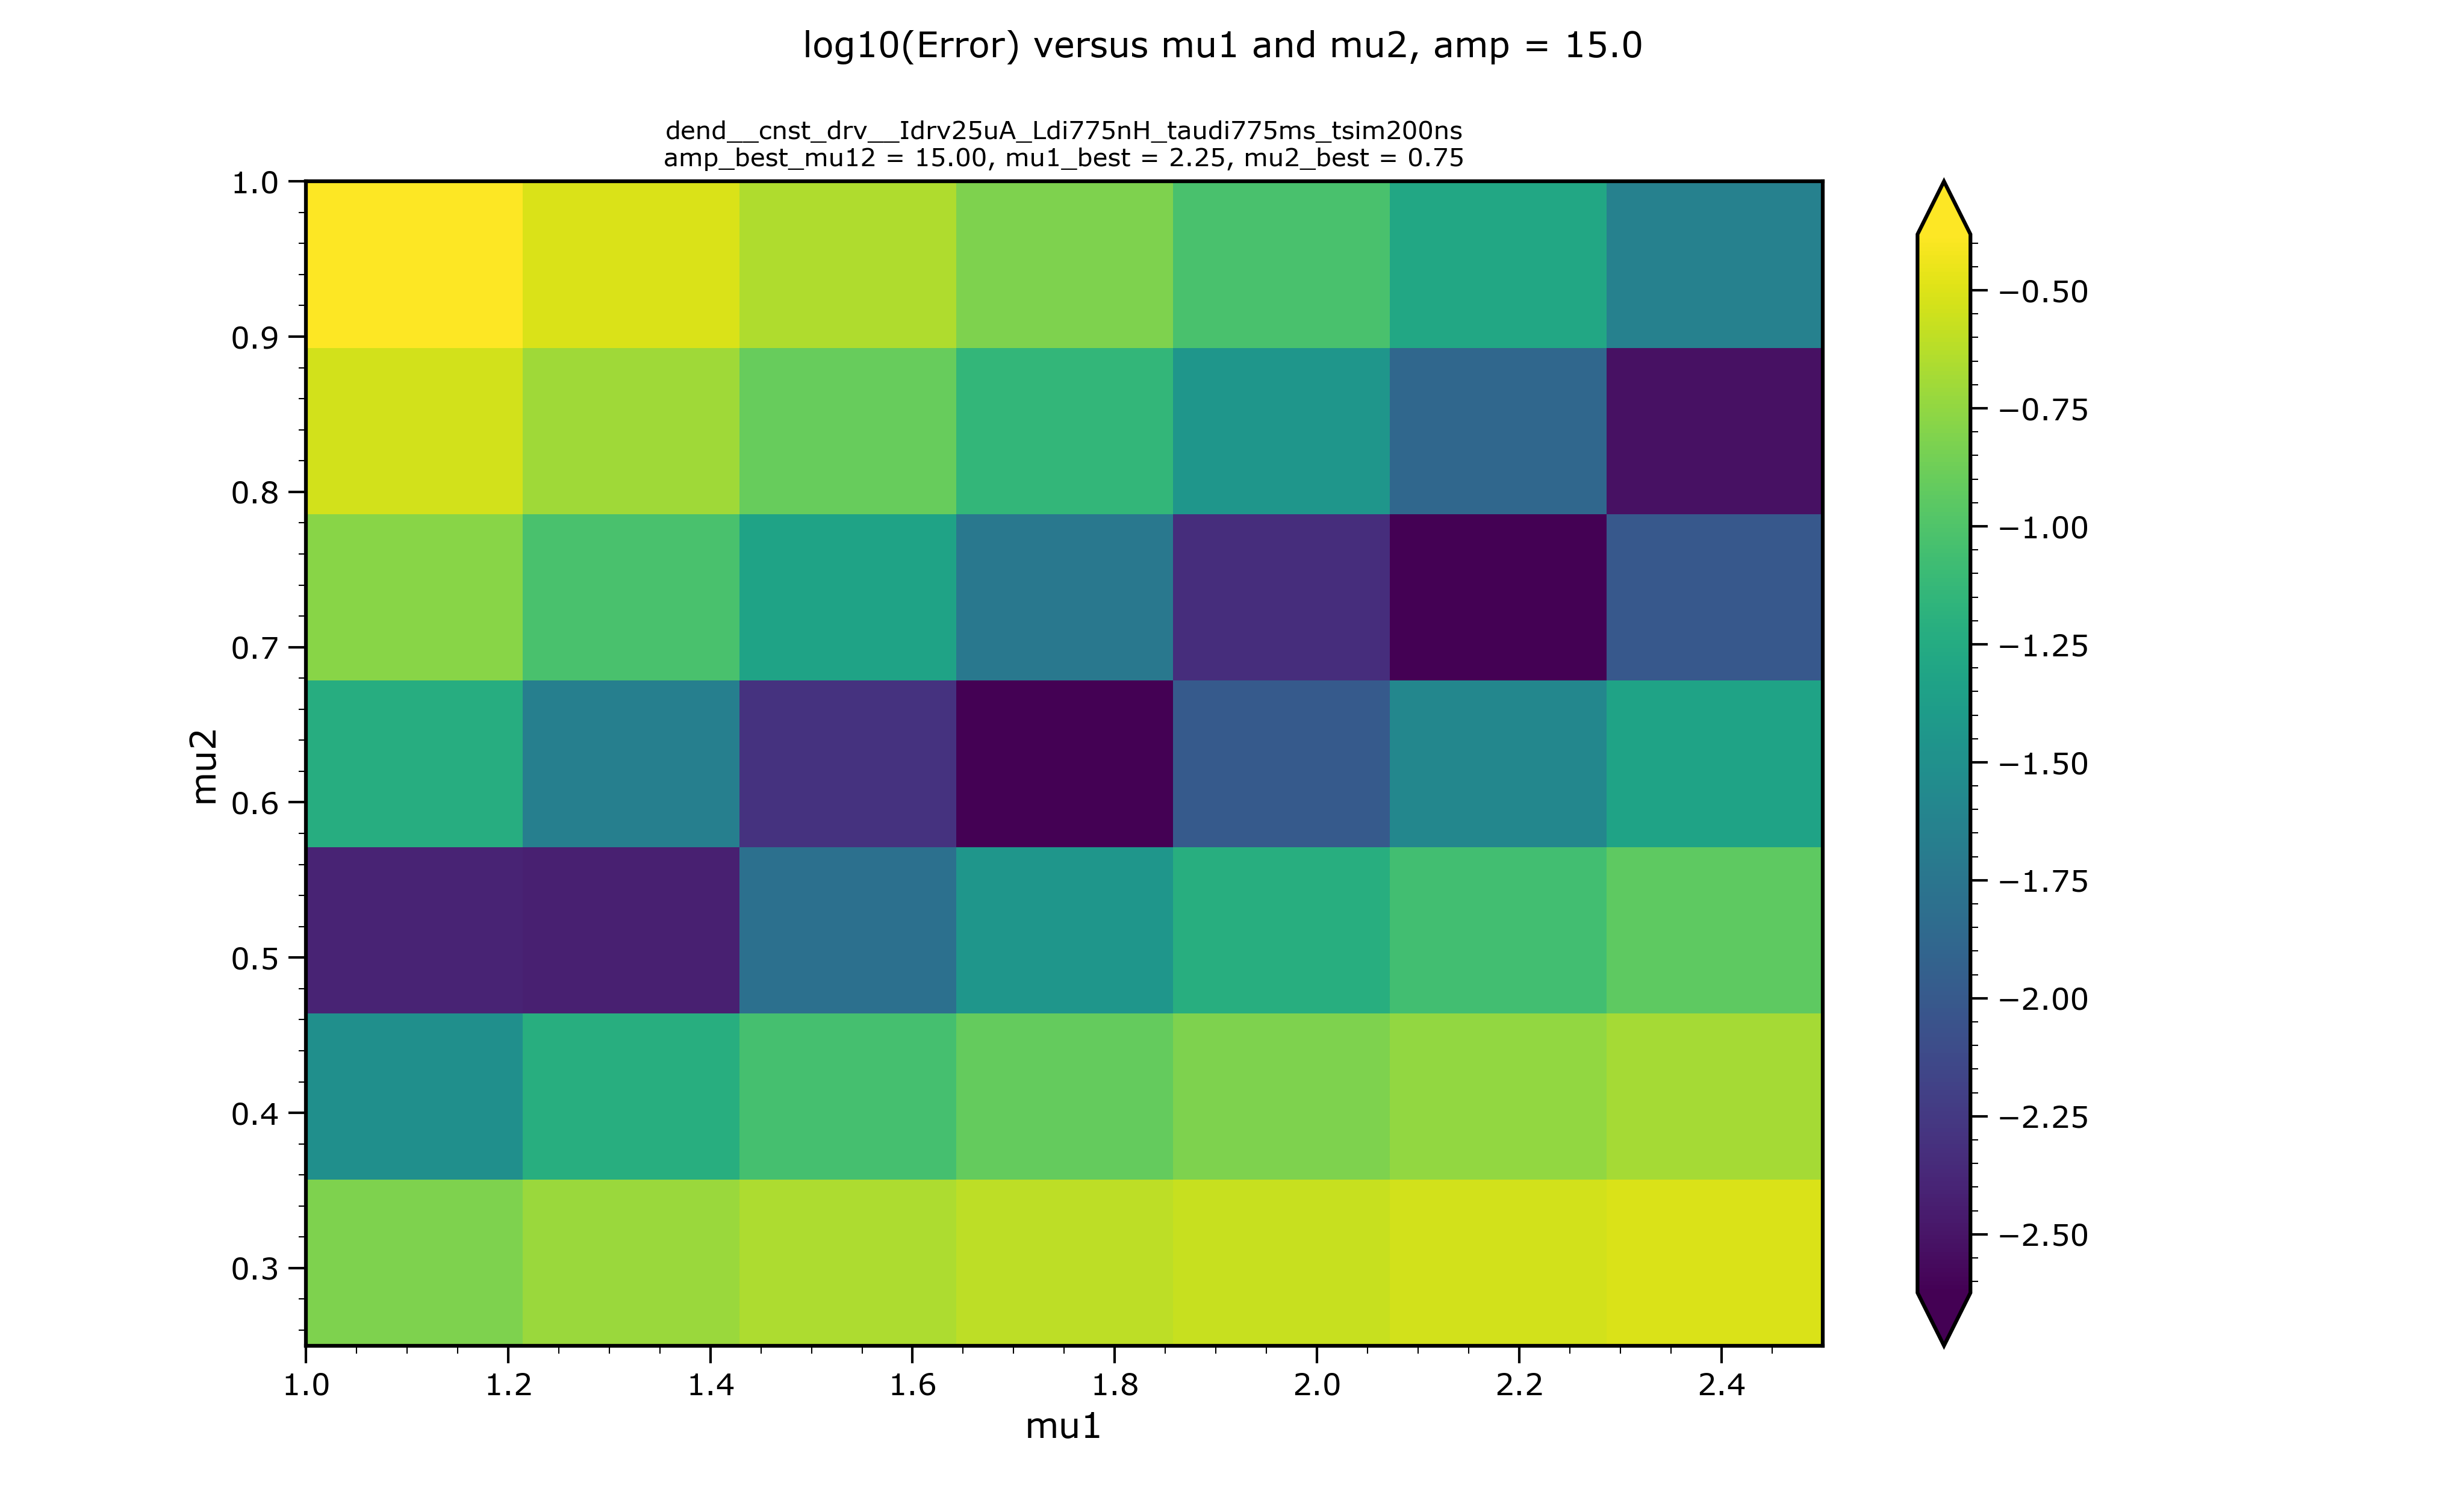 log10(Error) versus mu1 and mu2, amp = 15.0
dend__cnst_drv__Idrv25uA_Ldi775nH_taudi775ms_tsim200ns
amp_best_mu12 = 15.00, mu1_best = 2.25, mu2_best = 0.75
1.0
0.9
0.8
0.7
0.6
0.5
0.4
0.3
mu2
1.0 1.2 1.4 1.6 1.8 2.0 2.2 2.4
mu1
−0.50
−0.75
−1.00
−1.25
−1.50
−1.75
−2.00
−2.25
−2.50